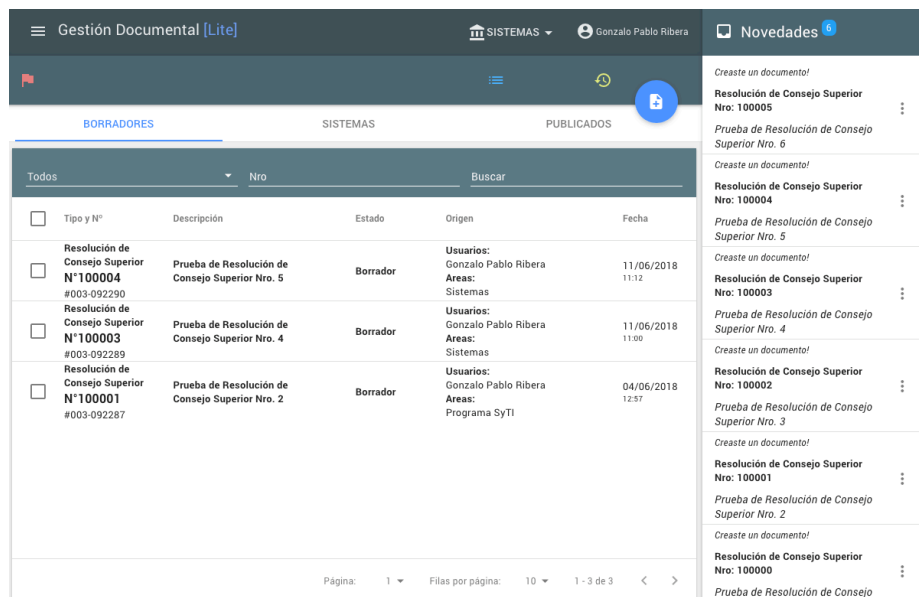 Gestión Documental [Lite]
SISTEMAS
Gonzalo Pablo Ribera
Novedades 6
BORRADORES
SISTEMAS
PUBLICADOS
Todos
Nro
Buscar
Tipo y Nº
Descripción
Estado
Origen
Fecha
Resolución de
Consejo Superior
N°100004
#003-092290
Prueba de Resolución de
Consejo Superior Nro. 5
Borrador
Usuarios:
Gonzalo Pablo Ribera
Areas:
Sistemas
11/06/2018
11:12
Resolución de
Consejo Superior
N°100003
#003-092289
Prueba de Resolución de
Consejo Superior Nro. 4
Borrador
Usuarios:
Gonzalo Pablo Ribera
Areas:
Sistemas
11/06/2018
11:00
Resolución de
Consejo Superior
N°100001
#003-092287
Prueba de Resolución de
Consejo Superior Nro. 2
Borrador
Usuarios:
Gonzalo Pablo Ribera
Areas:
Programa SyTI
04/06/2018
12:57
Página:
1
Filas por página:
10
1 - 3 de 3
Creaste un documento!
Resolución de Consejo Superior
Nro: 100005
Prueba de Resolución de Consejo
Superior Nro. 6
Creaste un documento!
Resolución de Consejo Superior
Nro: 100004
Prueba de Resolución de Consejo
Superior Nro. 5
Creaste un documento!
Resolución de Consejo Superior
Nro: 100003
Prueba de Resolución de Consejo
Superior Nro. 4
Creaste un documento!
Resolución de Consejo Superior
Nro: 100002
Prueba de Resolución de Consejo
Superior Nro. 3
Creaste un documento!
Resolución de Consejo Superior
Nro: 100001
Prueba de Resolución de Consejo
Superior Nro. 2
Creaste un documento!
Resolución de Consejo Superior
Nro: 100000
Prueba de Resolución de Consejo